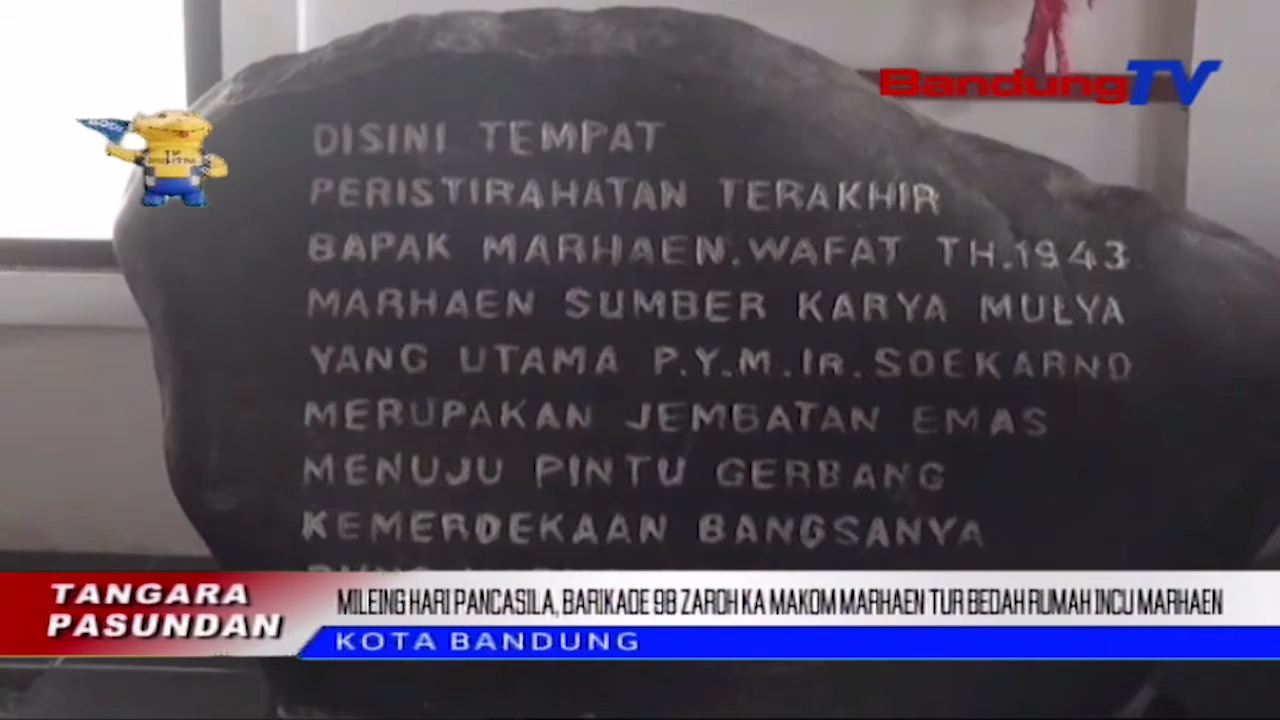 BandungTV
DISINI TEMPAT
PERISTIRAHATAN TERAKHIR
BAPAK MARHAEN. WAFAT TH.1943
MARHAEN SUMBER KARYA MULYA
YANG UTAMA P.Y.M.Ir.SOEKARNO
MERUPAKAN JEMBATAN EMAS
MENUJU PINTU GERBANG
KEMERDEKAAN BANGSANYA
TANGARA
PASUNDAN
MILEING HARI PANCASILA, BARIKADE 98 ZAROH KA MAKOM MARHAEN TUR BEDAH RUMAH INCU MARHAEN
KOTA BANDUNG